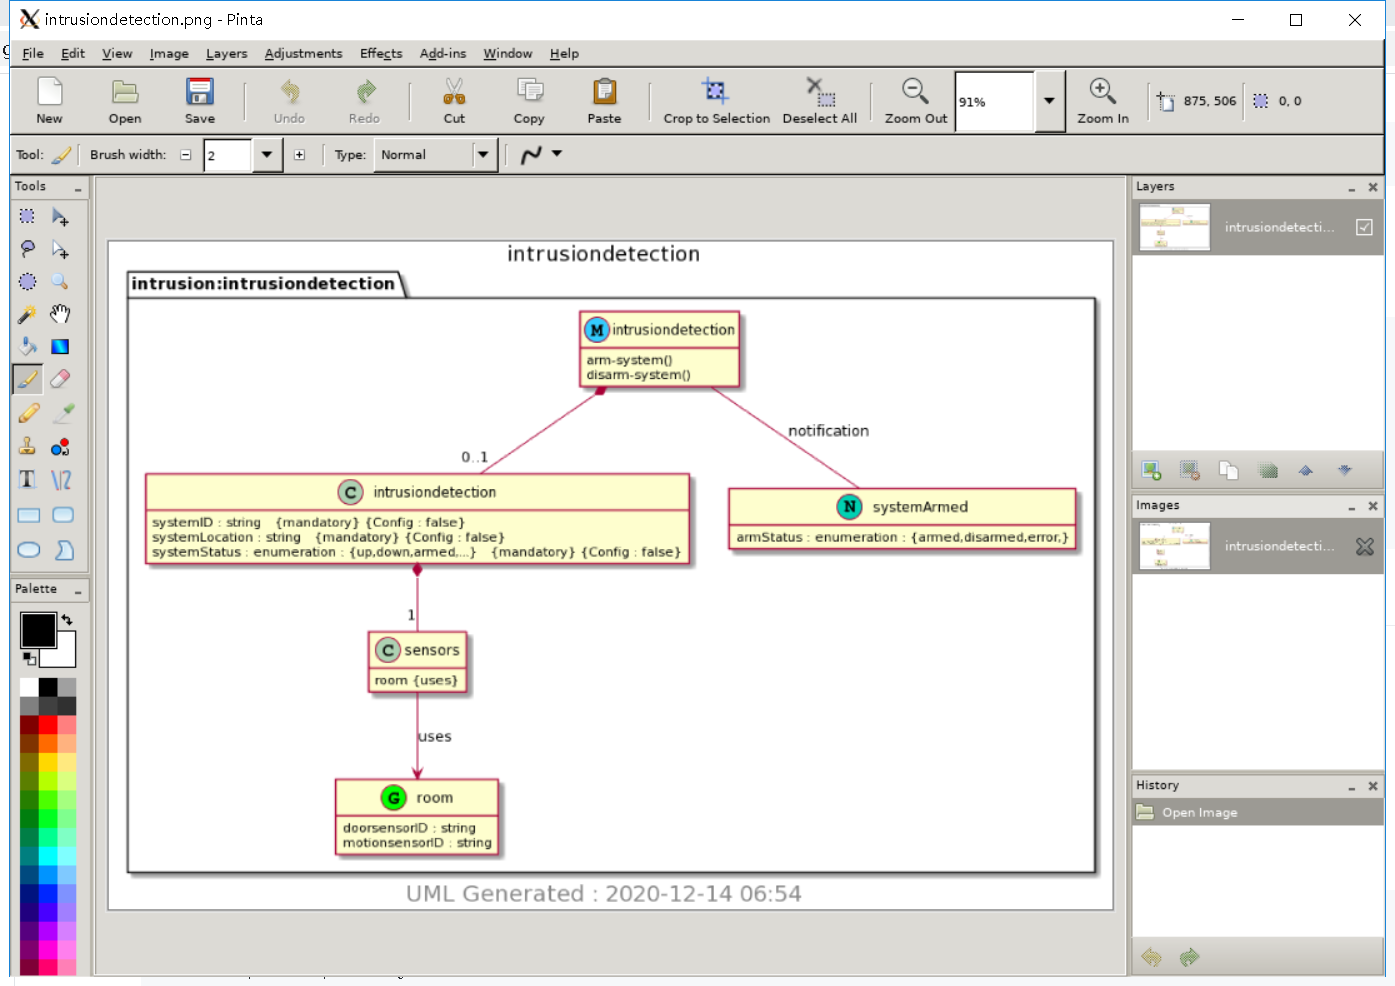 intrusiondetection.png - Pinta
File Edit View Image Layers Adjustments Effects Add-ins Window Help
New Open Save Undo Redo Cut Copy Paste Crop to Selection Deselect All Zoom Out 91% Zoom In 875, 506 0, 0
Tool: Brush width: 2 Type: Normal
Tools
Palette
intrusiondetection
intrusion:intrusiondetection
M intrusiondetection
arm-system()
disarm-system()
notification
0..1
C intrusiondetection
systemID : string {mandatory} {Config : false}
systemLocation : string {mandatory} {Config : false}
systemStatus : enumeration : {up,down,armed,...} {mandatory} {Config : false}
N systemArmed
armStatus : enumeration : {armed,disarmed,error,}
1
C sensors
room {uses}
uses
G room
doorsensorID : string
motionsensorID : string
UML Generated : 2020-12-14 06:54
Layers
intrusiondetecti...
Images
intrusiondetecti...
History
Open Image